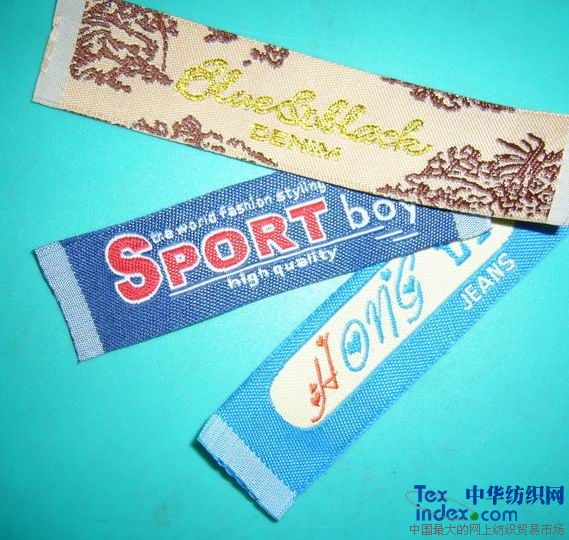 Blue&black
DENIM
the world fashion styling
SPORT boy
high quality
HONG
JEANS
Tex 中华纺织网
index.com
中国最大的网上纺织贸易市场